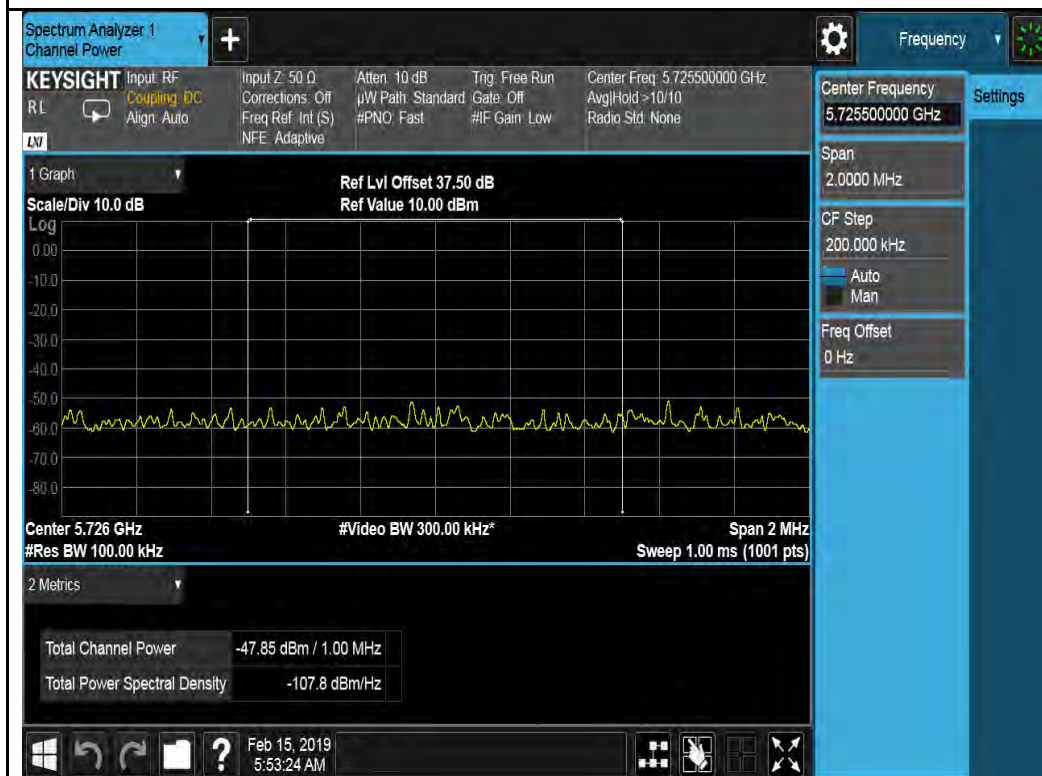 Spectrum Analyzer 1
Channel Power
+
Frequency
KEYSIGHT
RL
LXI
Input: RF
Coupling: DC
Align: Auto
Input Z: 50 Ω
Corrections: Off
Freq Ref: Int (S)
NFE: Adaptive
Atten: 10 dB
µW Path: Standard
#PNO: Fast
Trig: Free Run
Gate: Off
#IF Gain: Low
Center Freq: 5.725500000 GHz
Avg|Hold >10/10
Radio Std: None
Center Frequency
5.725500000 GHz
Settings
Span
2.0000 MHz
CF Step
200.000 kHz
Auto
Man
Freq Offset
0 Hz
1 Graph
Scale/Div 10.0 dB
Ref Lvl Offset 37.50 dB
Ref Value 10.00 dBm
Log
0.00
-10.0
-20.0
-30.0
-40.0
-50.0
-60.0
-70.0
-80.0
Center 5.726 GHz
#Video BW 300.00 kHz*
Span 2 MHz
#Res BW 100.00 kHz
Sweep 1.00 ms (1001 pts)
2 Metrics
Total Channel Power -47.85 dBm / 1.00 MHz
Total Power Spectral Density -107.8 dBm/Hz
?
Feb 15, 2019
5:53:24 AM